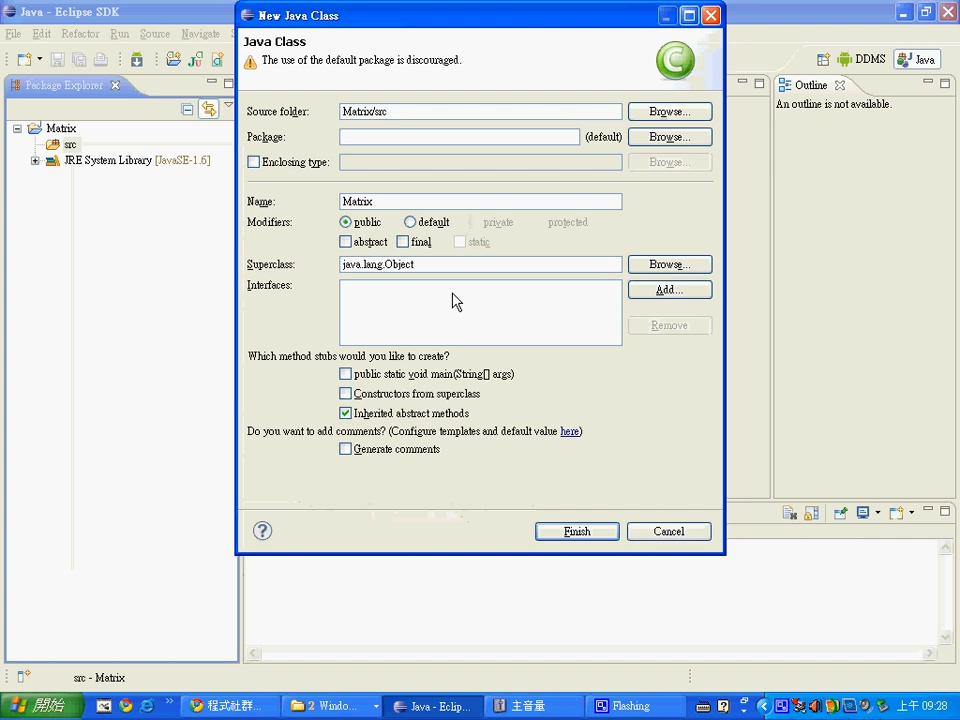 Java - Eclipse SDK
File Edit Refactor Run Source Navigate
DDMS Java
Package Explorer
Matrix
src
JRE System Library [JavaSE-1.6]
New Java Class
Java Class
The use of the default package is discouraged.
Source folder: Matrix/src Browse...
Package: (default) Browse...
Enclosing type: Browse...
Name: Matrix
Modifiers: public default private protected
abstract final static
Superclass: java.lang.Object Browse...
Interfaces: Add...
Remove
Which method stubs would you like to create?
public static void main(String[] args)
Constructors from superclass
Inherited abstract methods
Do you want to add comments? (Configure templates and default value here)
Generate comments
Finish Cancel
Outline
An outline is not available.
src - Matrix
開始 程式社群... 2 Windo... Java - Eclip... 主音量 Flashing 上午 09:28